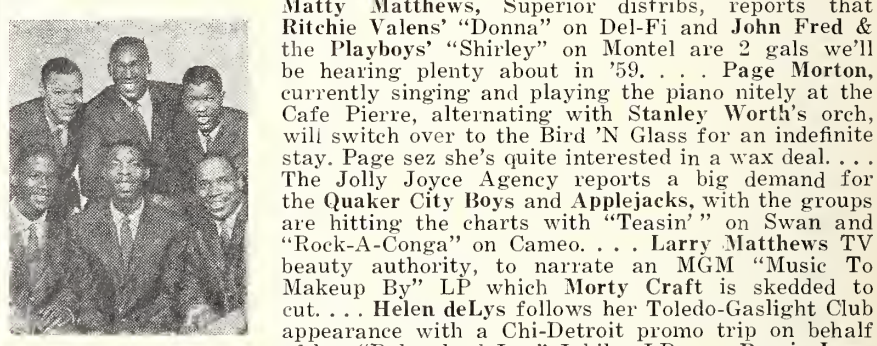 Matty Matthews, Superior distribs, reports that
Ritchie Valens' “Donna” on Del-Fi and John Fred &
the Playboys' “Shirley” on Montel are 2 gals we'll
be hearing plenty about in '59. . . . Page Morton,
currently singing and playing the piano nitely at the
Cafe Pierre, alternating with Stanley Worth's orch,
will switch over to the Bird 'N Glass for an indefinite
stay. Page sez she's quite interested in a wax deal. . . .
The Jolly Joyce Agency reports a big demand for
the Quaker City Boys and Applejacks, with the groups
are hitting the charts with “Teasin' ” on Swan and
“Rock-A-Conga” on Cameo. . . . Larry Matthews TV
beauty authority, to narrate an MGM “Music To
Makeup By” LP which Morty Craft is skedded to
cut. . . . Helen deLys follows her Toledo-Gaslight Club
appearance with a Chi-Detroit promo trip on behalf